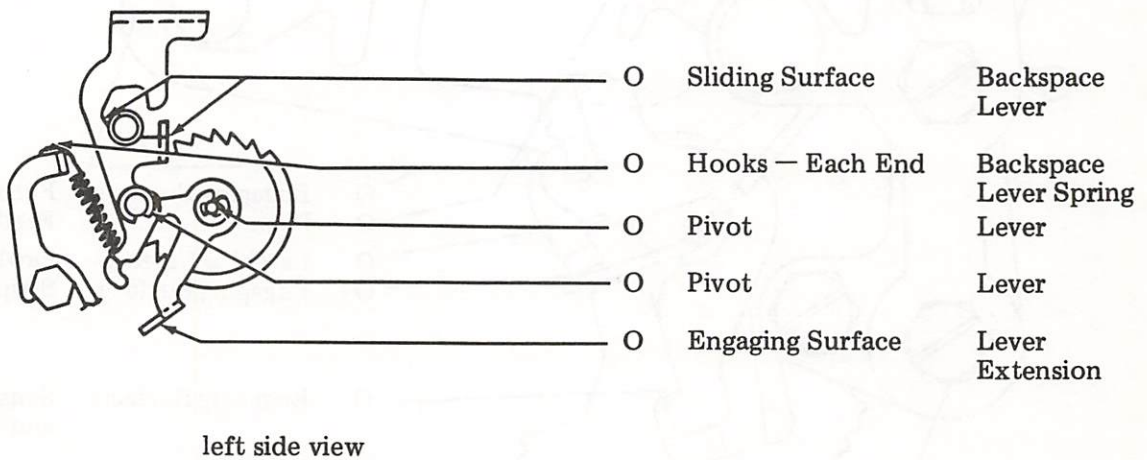 O Sliding Surface Backspace
Lever
O Hooks — Each End Backspace
Lever Spring
O Pivot Lever
O Pivot Lever
O Engaging Surface Lever
Extension
left side view